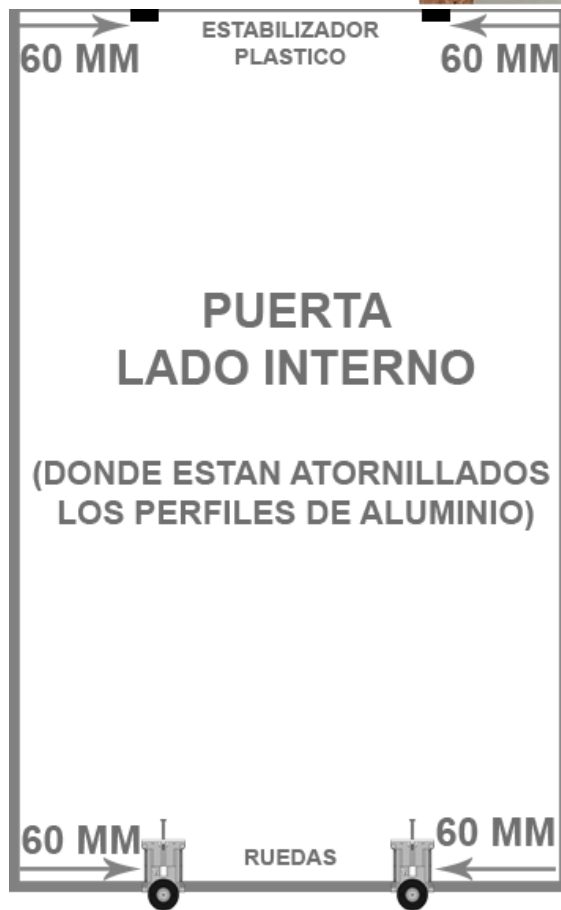 ESTABILIZADOR
PLASTICO
60 MM
60 MM
PUERTA
LADO INTERNO
(DONDE ESTAN ATORNILLADOS
LOS PERFILES DE ALUMINIO)
60 MM
60 MM
RUEDAS